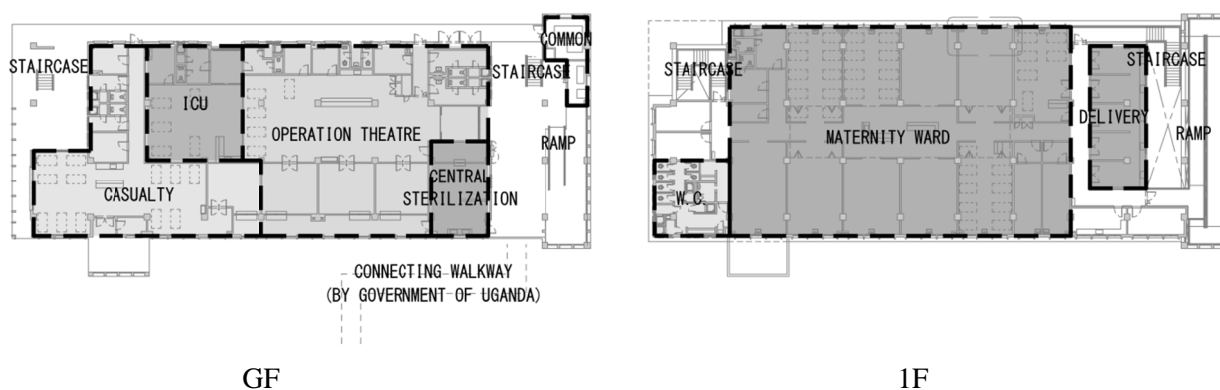 COMMON
STAIRCASE
STAIRCASE
ICU
OPERATION THEATRE
RAMP
CENTRAL
STERILIZATION
CASUALTY
CONNECTING WALKWAY
(BY GOVERNMENT OF UGANDA)
GF
STAIRCASE
STAIRCASE
DELIVERY
RAMP
MATERNITY WARD
W.C.
1F